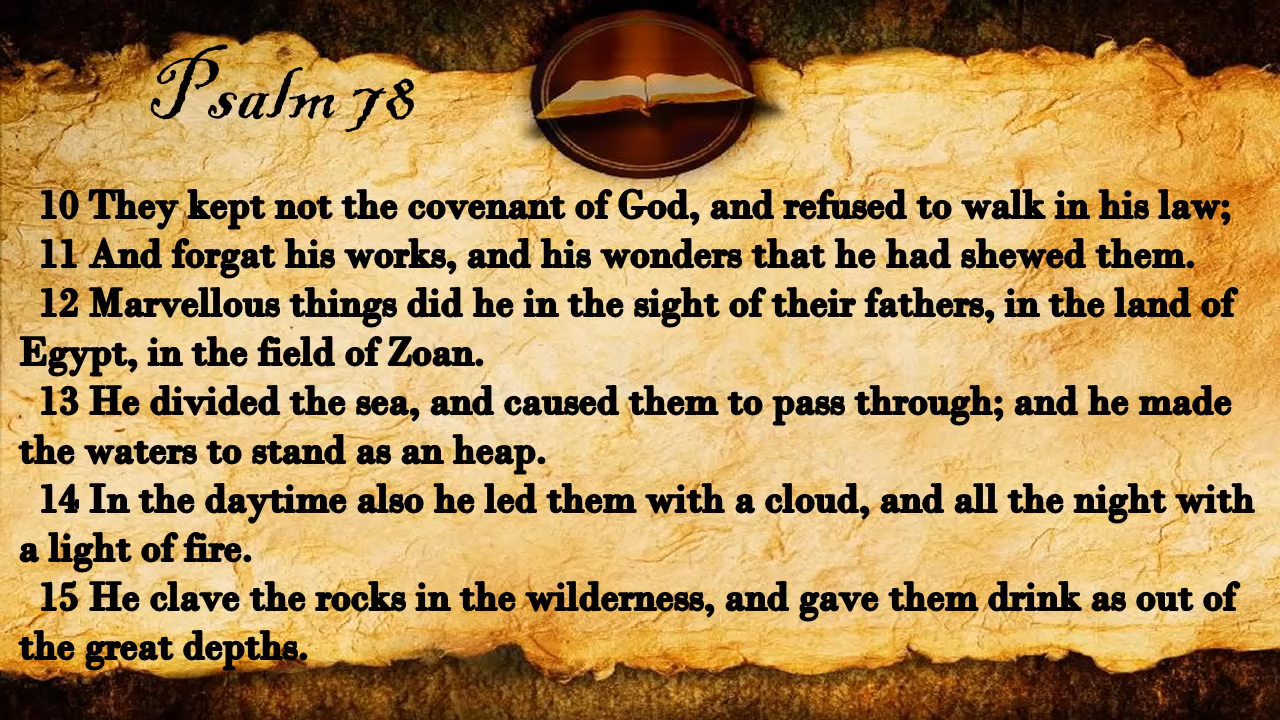 Psalm 78
10 They kept not the covenant of God, and refused to walk in his law;
11 And forgat his works, and his wonders that he had shewed them.
12 Marvellous things did he in the sight of their fathers, in the land of
Egypt, in the field of Zoan.
13 He divided the sea, and caused them to pass through; and he made
the waters to stand as an heap.
14 In the daytime also he led them with a cloud, and all the night with
a light of fire.
15 He clave the rocks in the wilderness, and gave them drink as out of
the great depths.